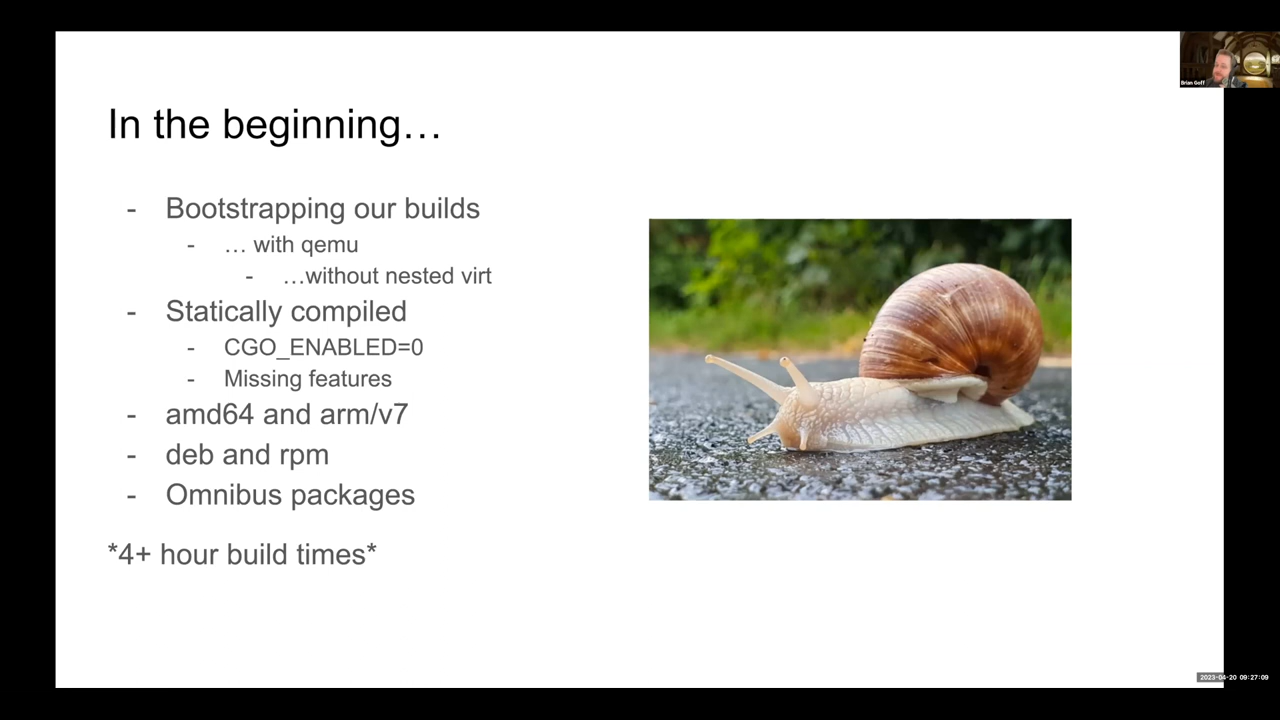 Brian Goff
In the beginning…
- Bootstrapping our builds
- … with qemu
- …without nested virt
- Statically compiled
- CGO_ENABLED=0
- Missing features
- amd64 and arm/v7
- deb and rpm
- Omnibus packages
*4+ hour build times*
2023-04-20 09:27:09